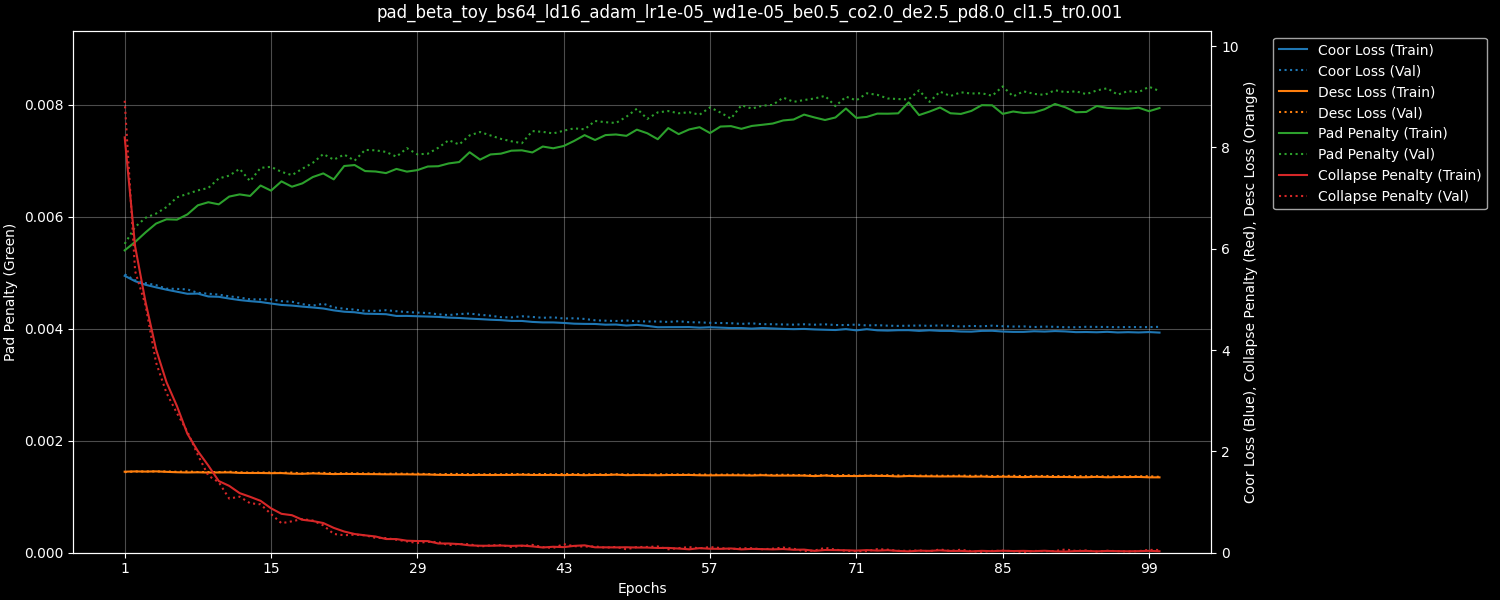 pad_beta_toy_bs64_ld16_adam_lr1e-05_wd1e-05_be0.5_co2.0_de2.5_pd8.0_cl1.5_tr0.001
Pad Penalty (Green)
0.008
0.006
0.004
0.002
0.000
1
15
29
43
57
71
85
99
Epochs
10
8
6
4
2
0
Coor Loss (Blue), Collapse Penalty (Red), Desc Loss (Orange)
Coor Loss (Train)
Coor Loss (Val)
Desc Loss (Train)
Desc Loss (Val)
Pad Penalty (Train)
Pad Penalty (Val)
Collapse Penalty (Train)
Collapse Penalty (Val)